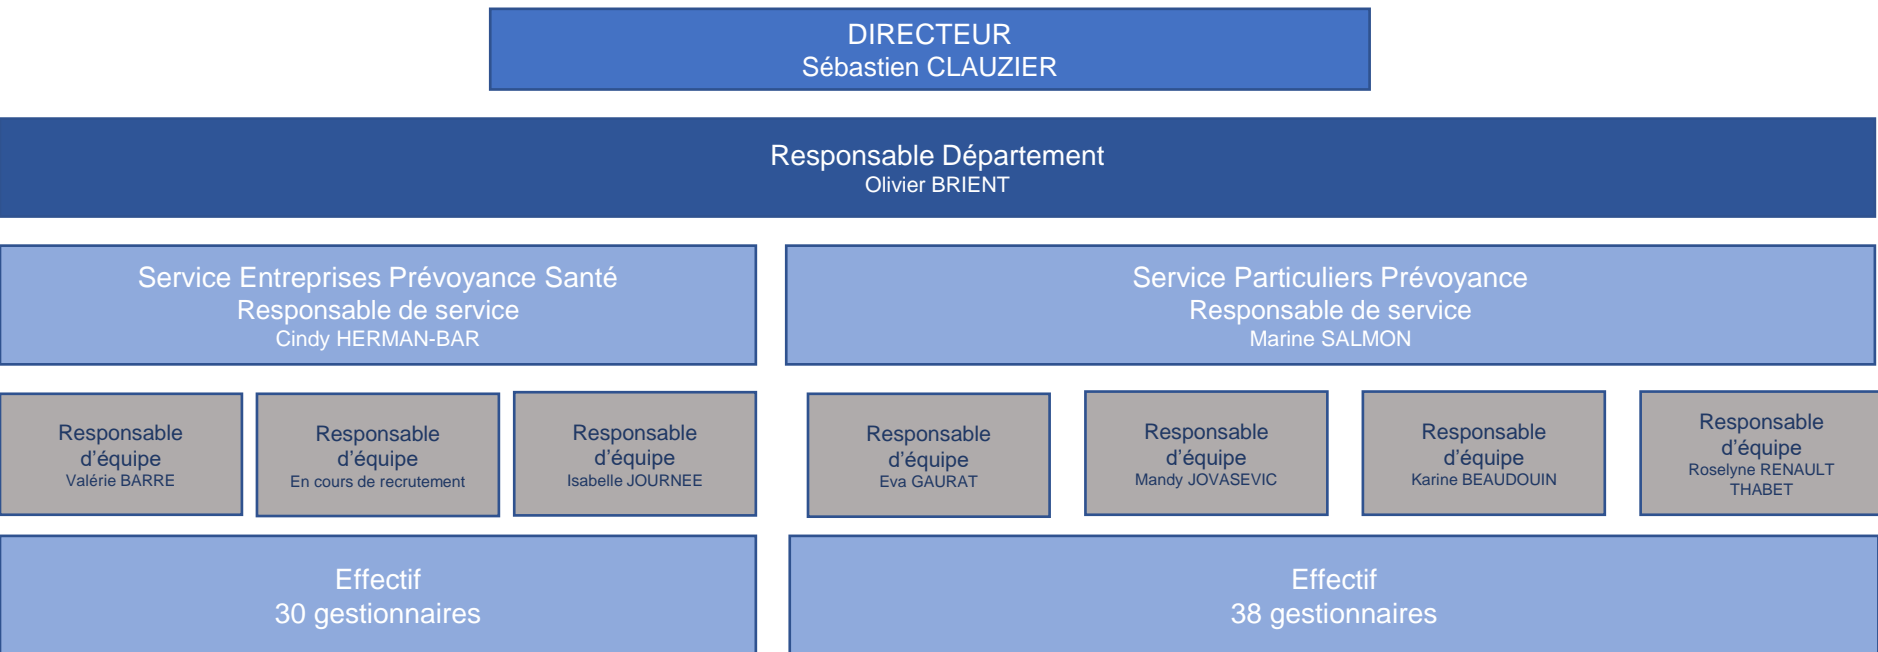 DIRECTEUR
Sébastien CLAUZIER
Responsable Département
Olivier BRIENT
Service Entreprises Prévoyance Santé
Responsable de service
Cindy HERMAN-BAR
Service Particuliers Prévoyance
Responsable de service
Marine SALMON
Responsable
d’équipe
Valérie BARRE
Responsable
d’équipe
En cours de recrutement
Responsable
d’équipe
Isabelle JOURNEE
Responsable
d’équipe
Eva GAURAT
Responsable
d’équipe
Mandy JOVASEVIC
Responsable
d’équipe
Karine BEAUDOUIN
Responsable
d’équipe
Roselyne RENAULT
THABET
Effectif
30 gestionnaires
Effectif
38 gestionnaires